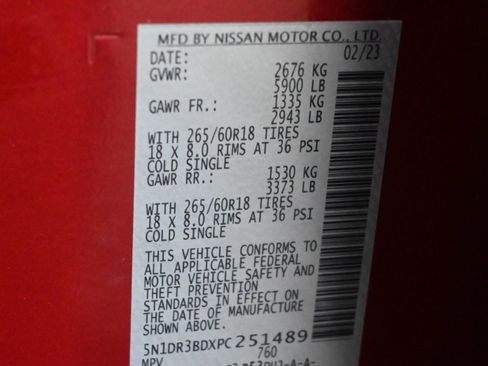 MFD BY NISSAN MOTOR CO., LTD.
DATE: 02/23
GVWR: 2676 KG
5900 LB
GAWR FR.: 1335 KG
2943 LB
WITH 265/60R18 TIRES
18 X 8.0 RIMS AT 36 PSI
COLD SINGLE
GAWR RR.: 1530 KG
3373 LB
WITH 265/60R18 TIRES
18 X 8.0 RIMS AT 36 PSI
COLD SINGLE
THIS VEHICLE CONFORMS TO
ALL APPLICABLE FEDERAL
MOTOR VEHICLE SAFETY AND
THEFT PREVENTION
STANDARDS IN EFFECT ON
THE DATE OF MANUFACTURE
SHOWN ABOVE.
5N1DR3BDXPC251489
760
MPV